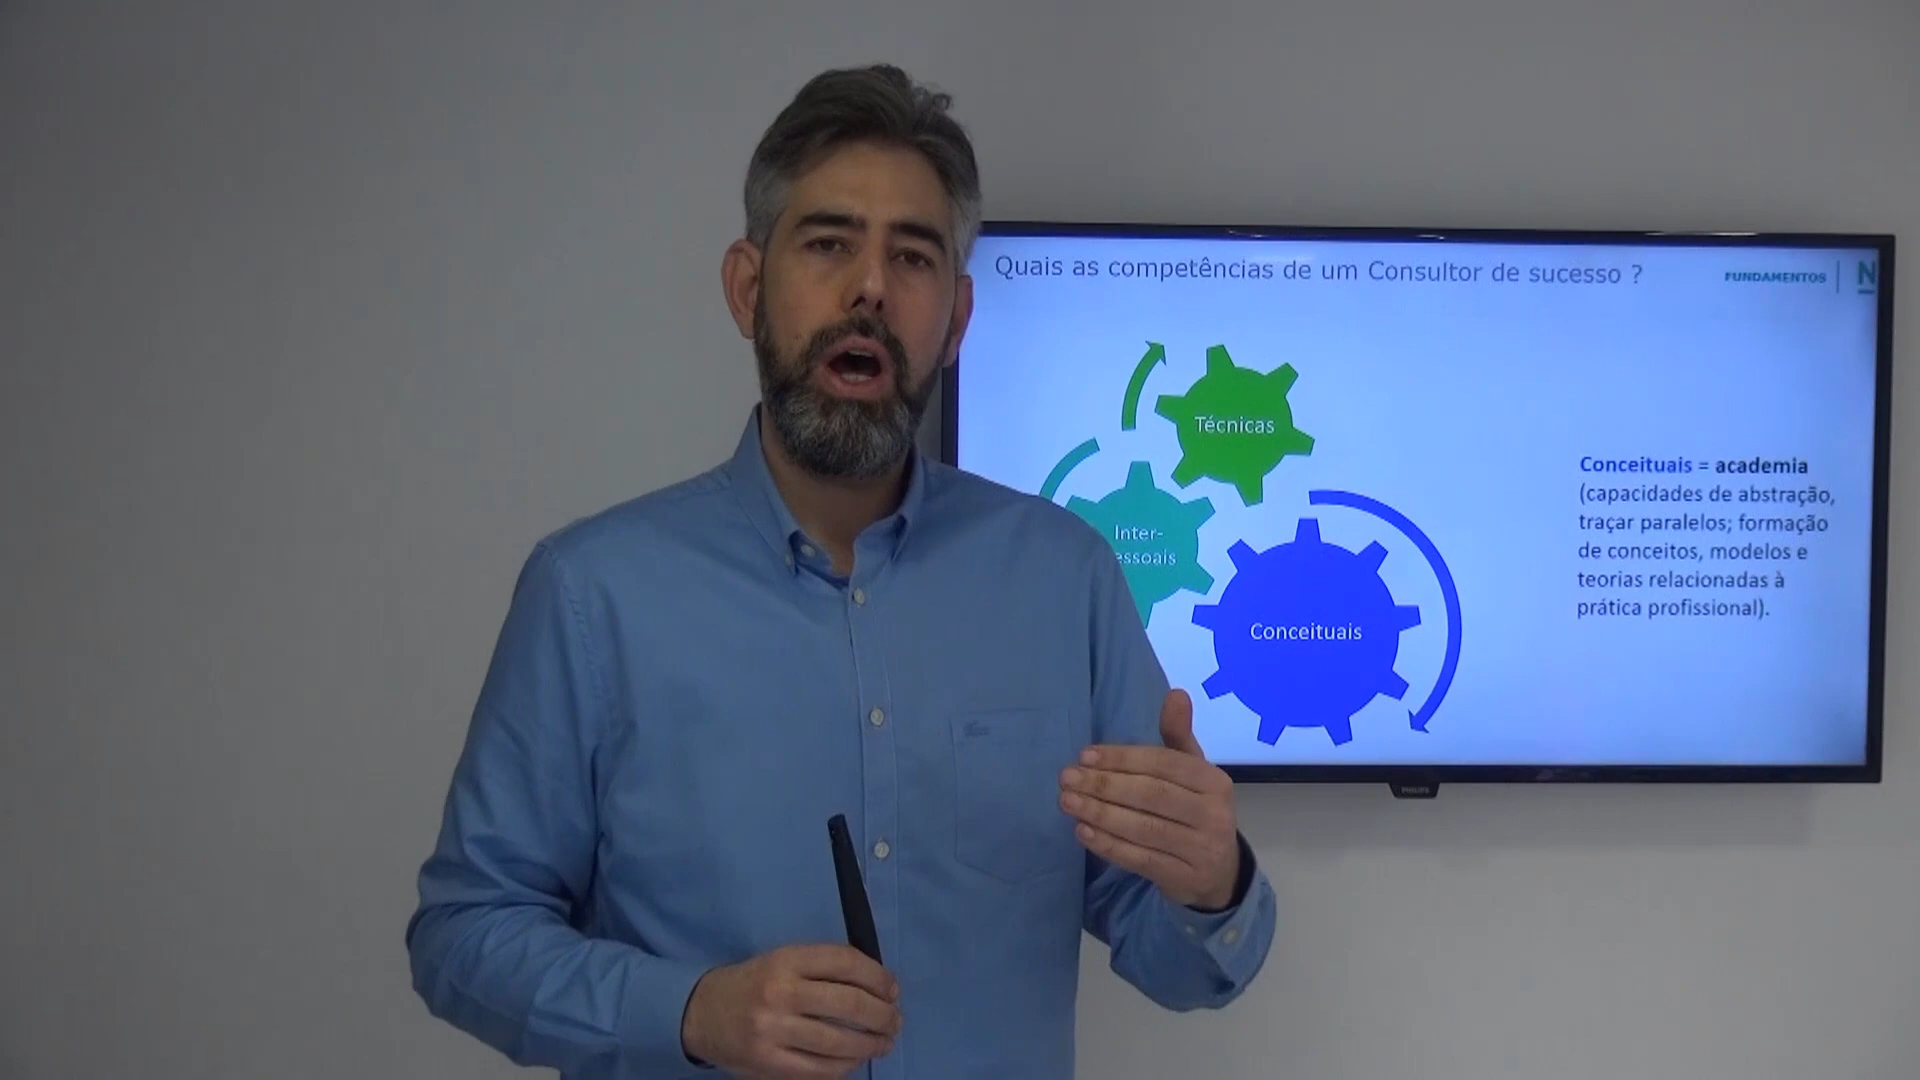 Quais as competências de um Consultor de sucesso ?
FUNDAMENTOS
N
Técnicas
Inter-
essoais
Conceituais
Conceituais = academia
(capacidades de abstração,
traçar paralelos; formação
de conceitos, modelos e
teorias relacionadas à
prática profissional).
PHILIPS